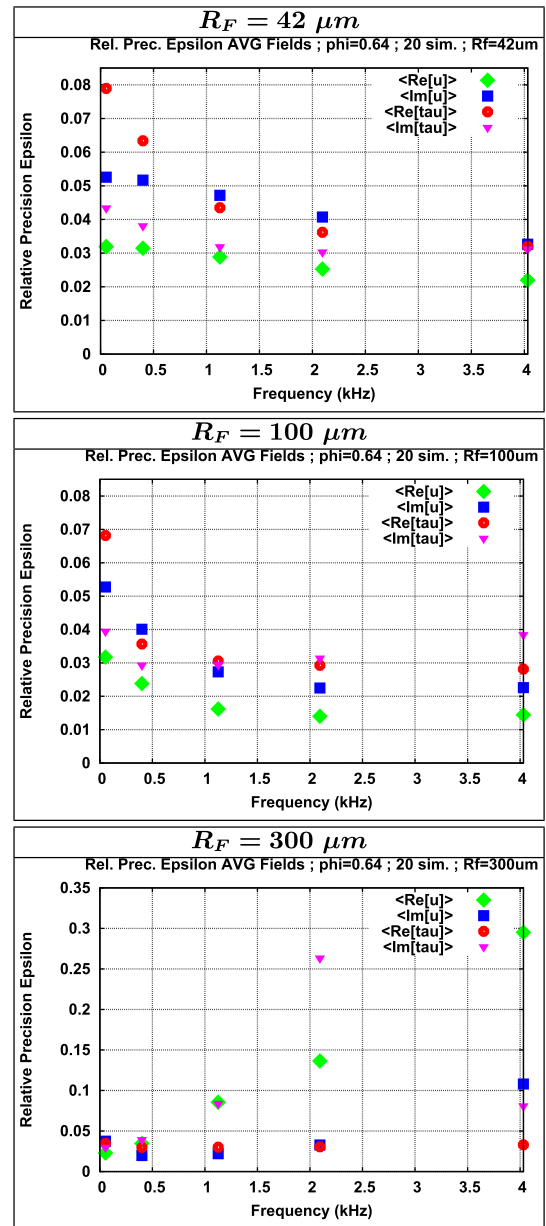 R_F = 42 μm
Rel. Prec. Epsilon AVG Fields ; phi=0.64 ; 20 sim. ; Rf=42um
<Re[u]>
<Im[u]>
<Re[tau]>
<Im[tau]>
0.08
0.07
0.06
0.05
0.04
0.03
0.02
0.01
0
Relative Precision Epsilon
0 0.5 1 1.5 2 2.5 3 3.5 4
Frequency (kHz)
R_F = 100 μm
Rel. Prec. Epsilon AVG Fields ; phi=0.64 ; 20 sim. ; Rf=100um
<Re[u]>
<Im[u]>
<Re[tau]>
<Im[tau]>
0.08
0.07
0.06
0.05
0.04
0.03
0.02
0.01
0
Relative Precision Epsilon
0 0.5 1 1.5 2 2.5 3 3.5 4
Frequency (kHz)
R_F = 300 μm
Rel. Prec. Epsilon AVG Fields ; phi=0.64 ; 20 sim. ; Rf=300um
<Re[u]>
<Im[u]>
<Re[tau]>
<Im[tau]>
0.35
0.3
0.25
0.2
0.15
0.1
0.05
0
Relative Precision Epsilon
0 0.5 1 1.5 2 2.5 3 3.5 4
Frequency (kHz)